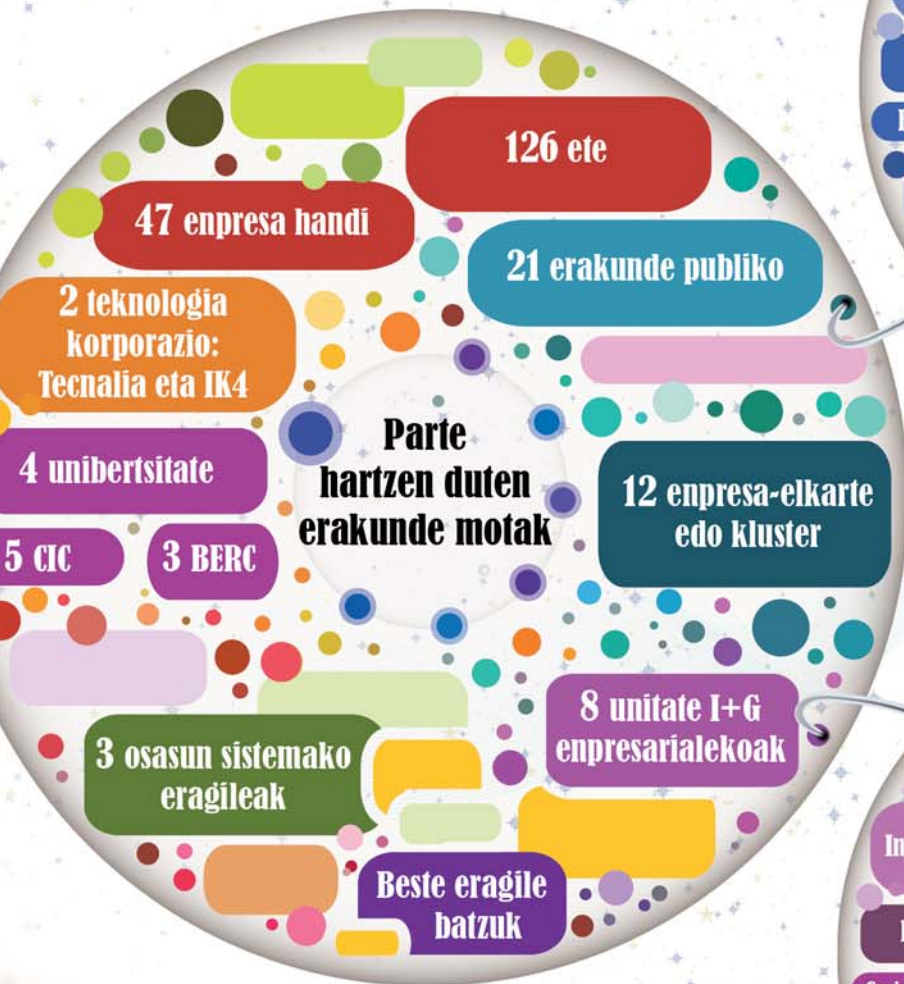 126 ete
47 enpresa handi
21 erakunde publiko
2 teknologia
korporazio:
Tecnalia eta IK4
Parte
hartzen duten
erakunde motak
4 unibertsitate
12 enpresa-elkarte
edo kluster
5 CIC
3 BERC
8 unitate I+G
enpresarialekoak
3 osasun sistemako
eragileak
Beste eragile
batzuk